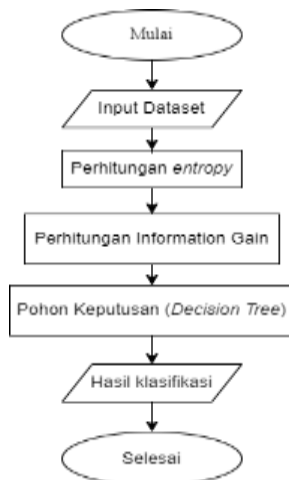 Mulai
Input Dataset
Perhitungan entropy
Perhitungan Information Gain
Pohon Keputusan (Decision Tree)
Hasil klasifikasi
Selesai